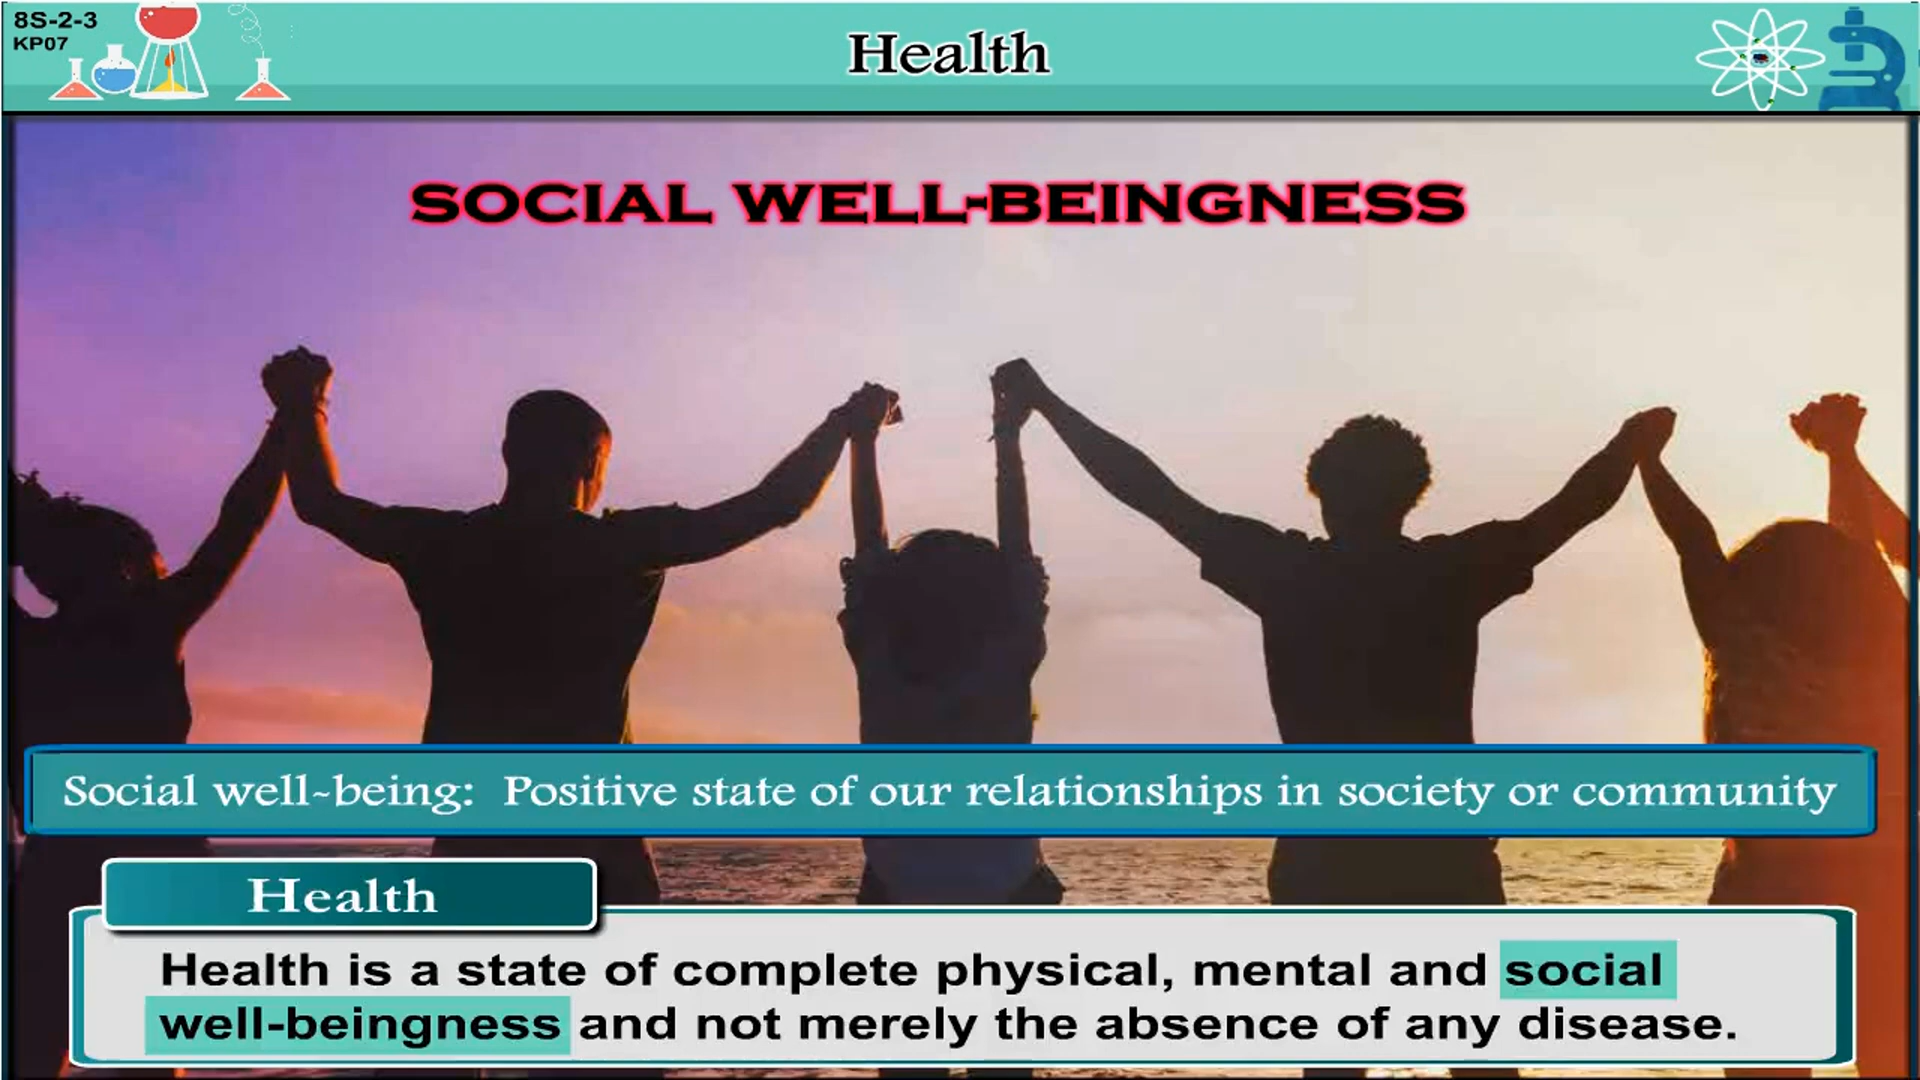 8S-2-3
KP07
Health
SOCIAL WELL-BEINGNESS
Social well-being: Positive state of our relationships in society or community
Health
Health is a state of complete physical, mental and social
well-beingness and not merely the absence of any disease.